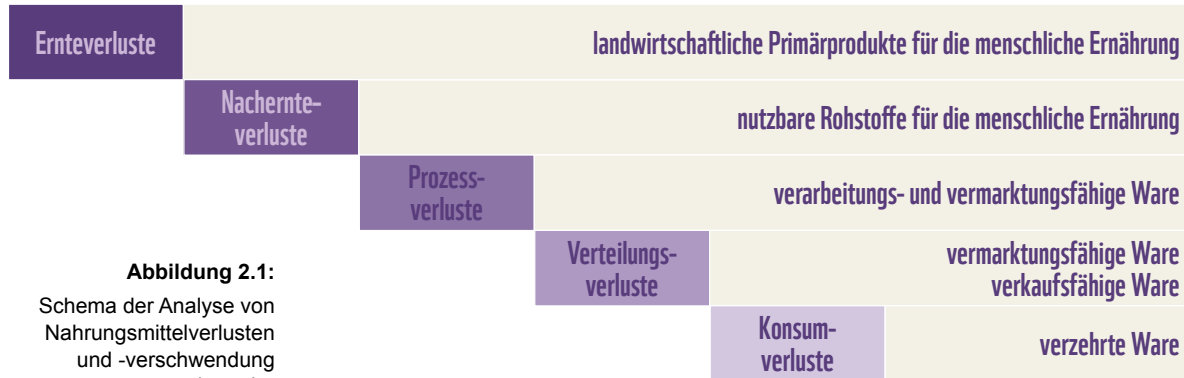 Ernteverluste
landwirtschaftliche Primärprodukte für die menschliche Ernährung
Nachernte-
verluste
nutzbare Rohstoffe für die menschliche Ernährung
Prozess-
verluste
verarbeitungs- und vermarktungsfähige Ware
Verteilungs-
verluste
vermarktungsfähige Ware
verkaufsfähige Ware
Konsum-
verluste
verzehrte Ware
Abbildung 2.1:
Schema der Analyse von
Nahrungsmittelverlusten
und -verschwendung